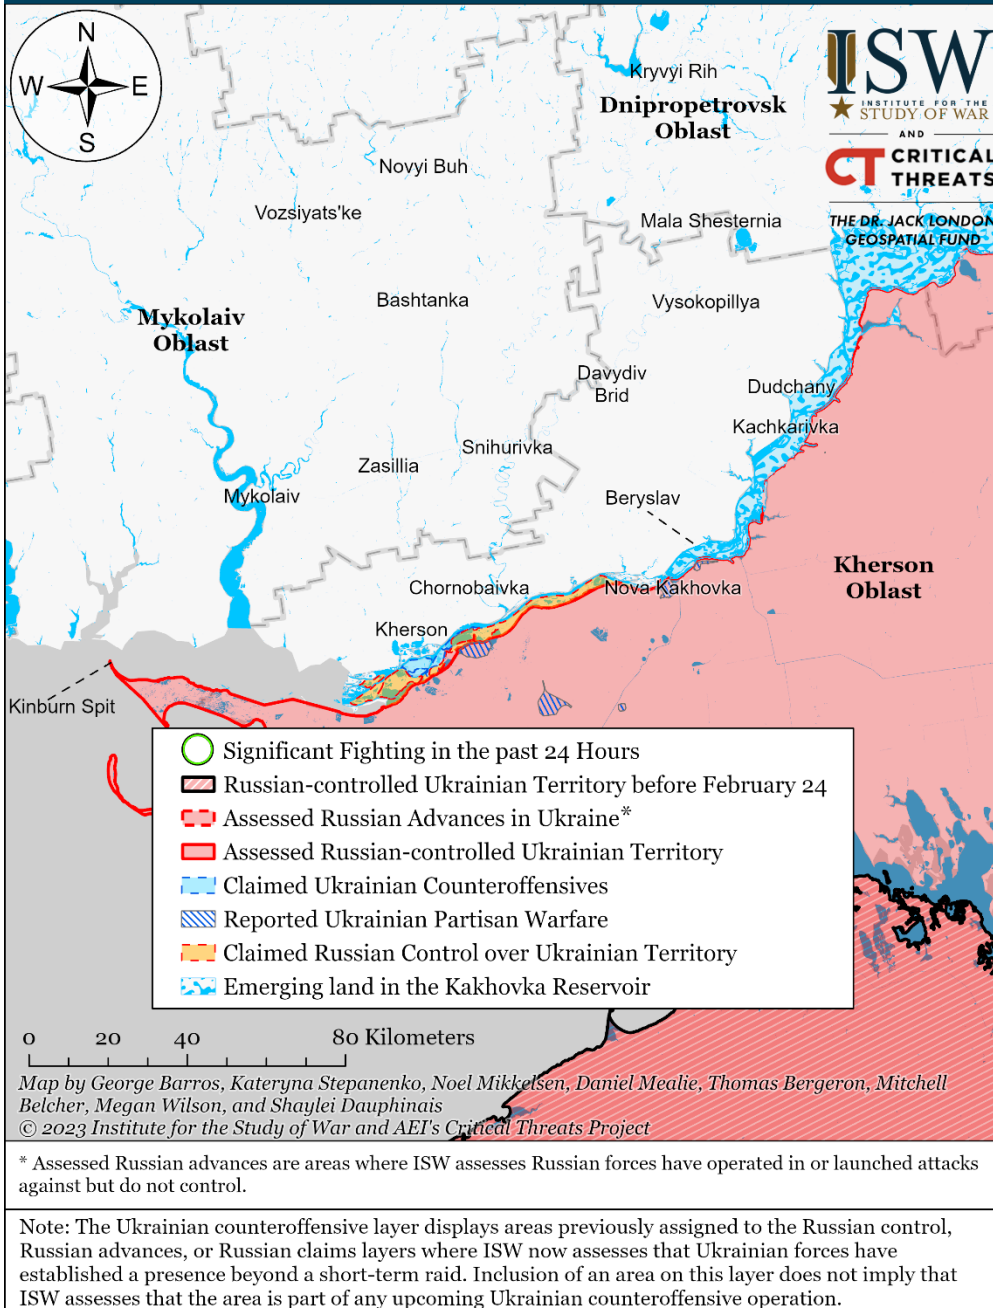 N
W
E
S
ISW
INSTITUTE FOR THE
STUDY OF WAR
AND
CT CRITICAL
THREATS
THE DR. JACK LONDON
GEOSPATIAL FUND
Kryvyi Rih
Dnipropetrovsk
Oblast
Novyi Buh
Vozsiyats'ke
Mala Shesternia
Bashtanka
Vysokopillya
Mykolaiv
Oblast
Davydiv
Brid
Dudchany
Kachkarivka
Snihurivka
Zasillia
Mykolaiv
Beryslav
Kherson
Oblast
Chornobaivka
Nova Kakhovka
Kherson
Kinburn Spit
Significant Fighting in the past 24 Hours
Russian-controlled Ukrainian Territory before February 24
Assessed Russian Advances in Ukraine*
Assessed Russian-controlled Ukrainian Territory
Claimed Ukrainian Counteroffensives
Reported Ukrainian Partisan Warfare
Claimed Russian Control over Ukrainian Territory
Emerging land in the Kakhovka Reservoir
0 20 40 80 Kilometers
Map by George Barros, Kateryna Stepanenko, Noel Mikkelsen, Daniel Mealie, Thomas Bergeron, Mitchell
Belcher, Megan Wilson, and Shaylei Dauphinais
© 2023 Institute for the Study of War and AEI's Critical Threats Project
* Assessed Russian advances are areas where ISW assesses Russian forces have operated in or launched attacks
against but do not control.
Note: The Ukrainian counteroffensive layer displays areas previously assigned to the Russian control,
Russian advances, or Russian claims layers where ISW now assesses that Ukrainian forces have
established a presence beyond a short-term raid. Inclusion of an area on this layer does not imply that
ISW assesses that the area is part of any upcoming Ukrainian counteroffensive operation.